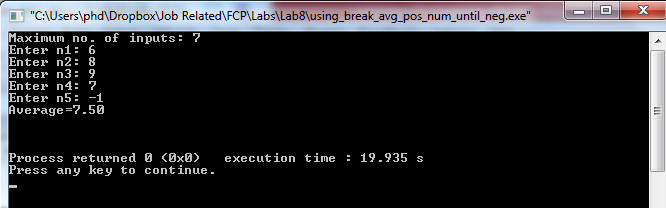 "C:\Users\phd\Dropbox\Job Related\FCP\Labs\Lab8\using_break_avg_pos_num_until_neg.exe"
Maximum no. of inputs: 7
Enter n1: 6
Enter n2: 8
Enter n3: 9
Enter n4: 7
Enter n5: -1
Average=7.50
Process returned 0 (0x0)   execution time : 19.935 s
Press any key to continue.